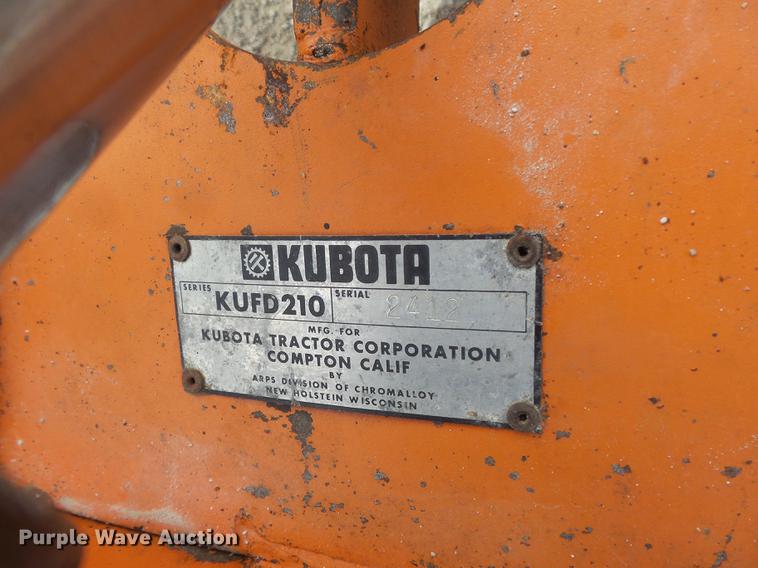 KUBOTA
SERIES KUFD210 SERIAL 2412
MFG. FOR
KUBOTA TRACTOR CORPORATION
COMPTON CALIF
BY
ARPS DIVISION OF CHROMALLOY
NEW HOLSTEIN WISCONSIN
Purple Wave Auction